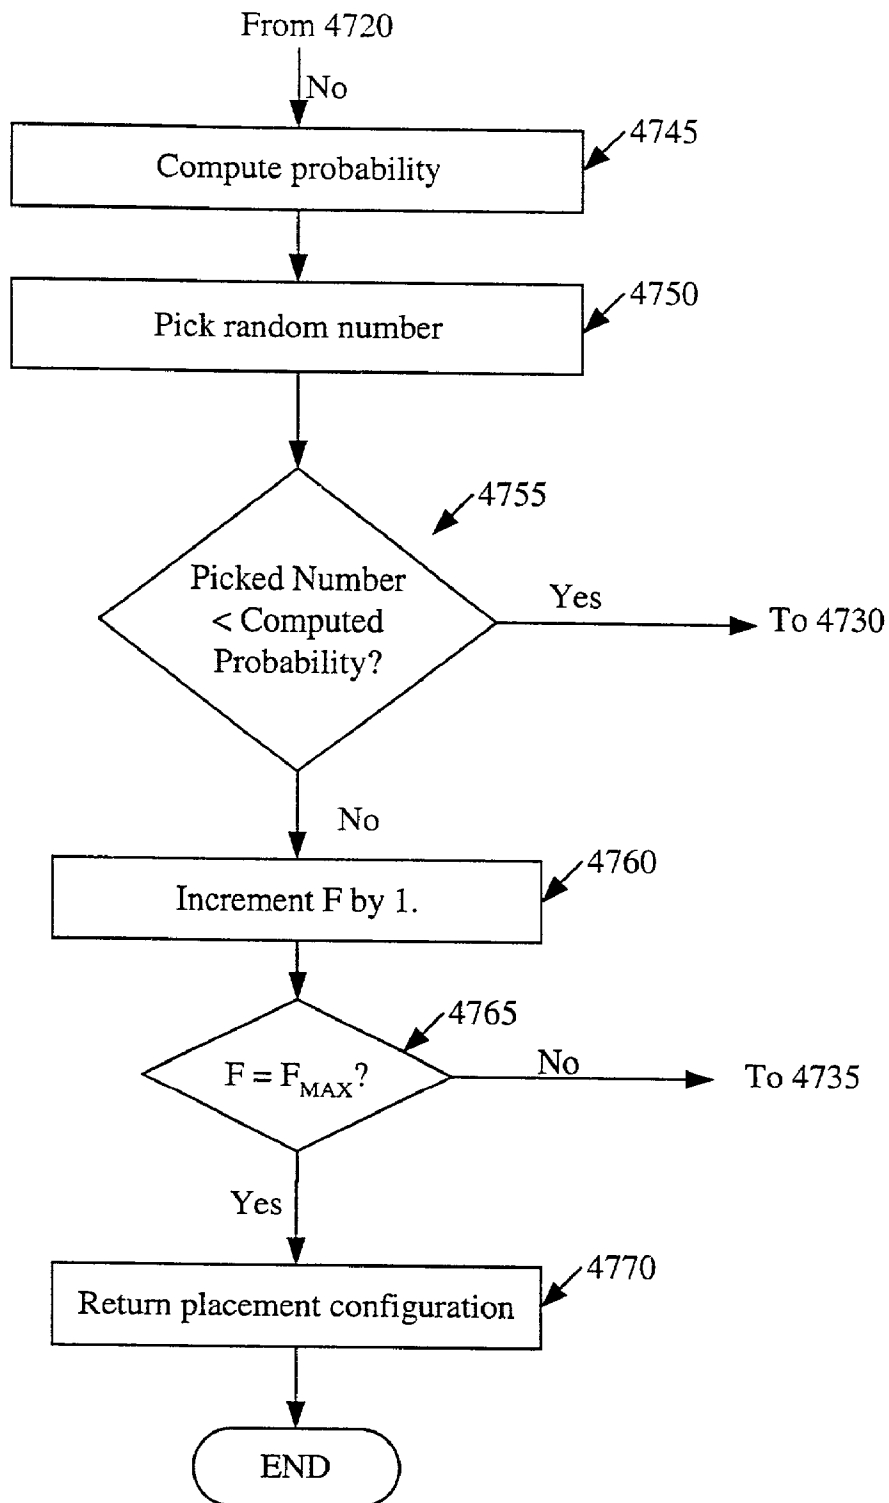 From 4720
No
4745
Compute probability
4750
Pick random number
4755
Picked Number
< Computed
Probability?
Yes
To 4730
No
4760
Increment F by 1.
4765
F = F_MAX?
No
To 4735
Yes
4770
Return placement configuration
END